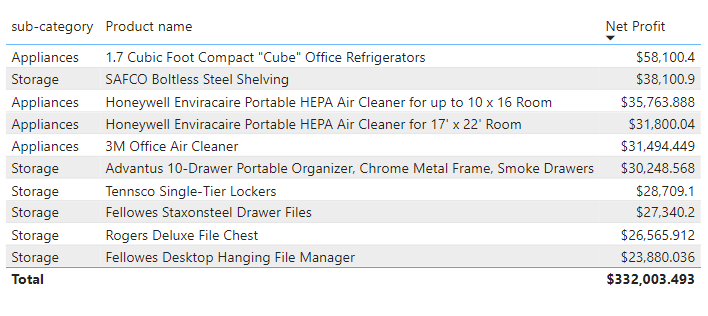 sub-category Product name Net Profit
Appliances 1.7 Cubic Foot Compact "Cube" Office Refrigerators $58,100.4
Storage SAFCO Boltless Steel Shelving $38,100.9
Appliances Honeywell Enviracaire Portable HEPA Air Cleaner for up to 10 x 16 Room $35,763.888
Appliances Honeywell Enviracaire Portable HEPA Air Cleaner for 17' x 22' Room $31,800.04
Appliances 3M Office Air Cleaner $31,494.449
Storage Advantus 10-Drawer Portable Organizer, Chrome Metal Frame, Smoke Drawers $30,248.568
Storage Tennsco Single-Tier Lockers $28,709.1
Storage Fellowes Staxonsteel Drawer Files $27,340.2
Storage Rogers Deluxe File Chest $26,565.912
Storage Fellowes Desktop Hanging File Manager $23,880.036
Total $332,003.493